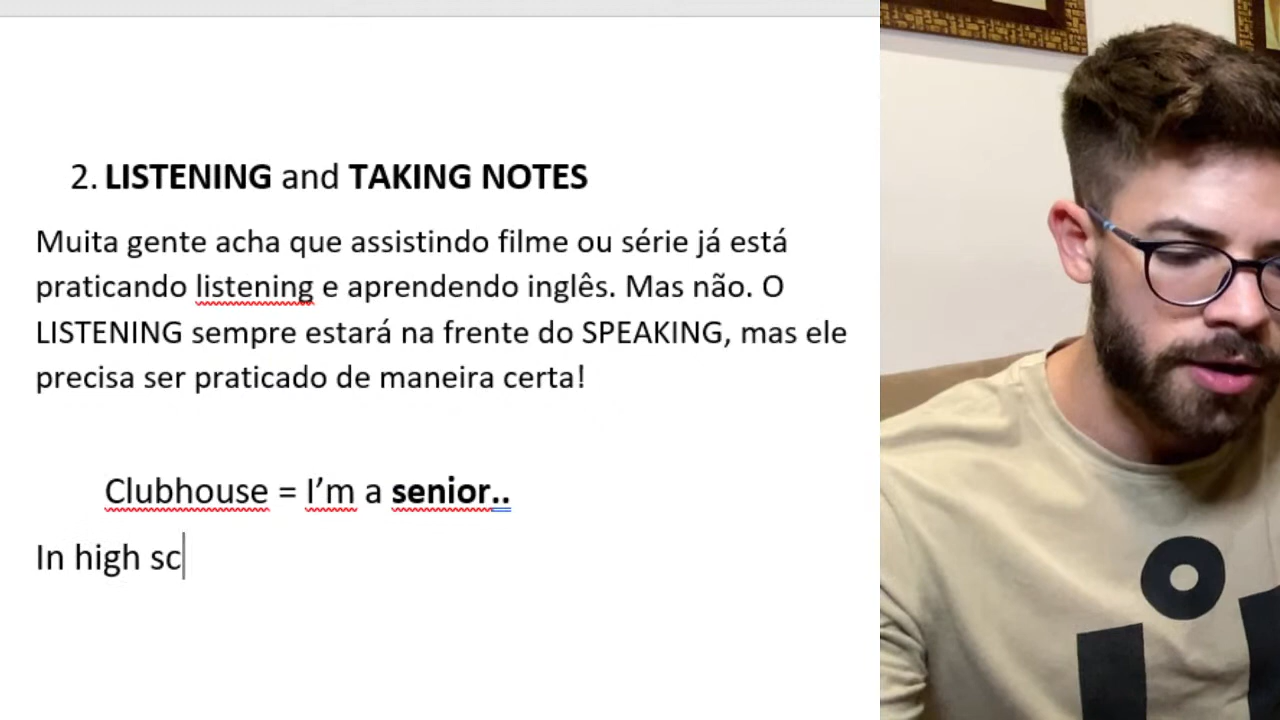 2. LISTENING and TAKING NOTES
Muita gente acha que assistindo filme ou série já está
praticando listening e aprendendo inglês. Mas não. O
LISTENING sempre estará na frente do SPEAKING, mas ele
precisa ser praticado de maneira certa!
Clubhouse = I’m a senior..
In high sc